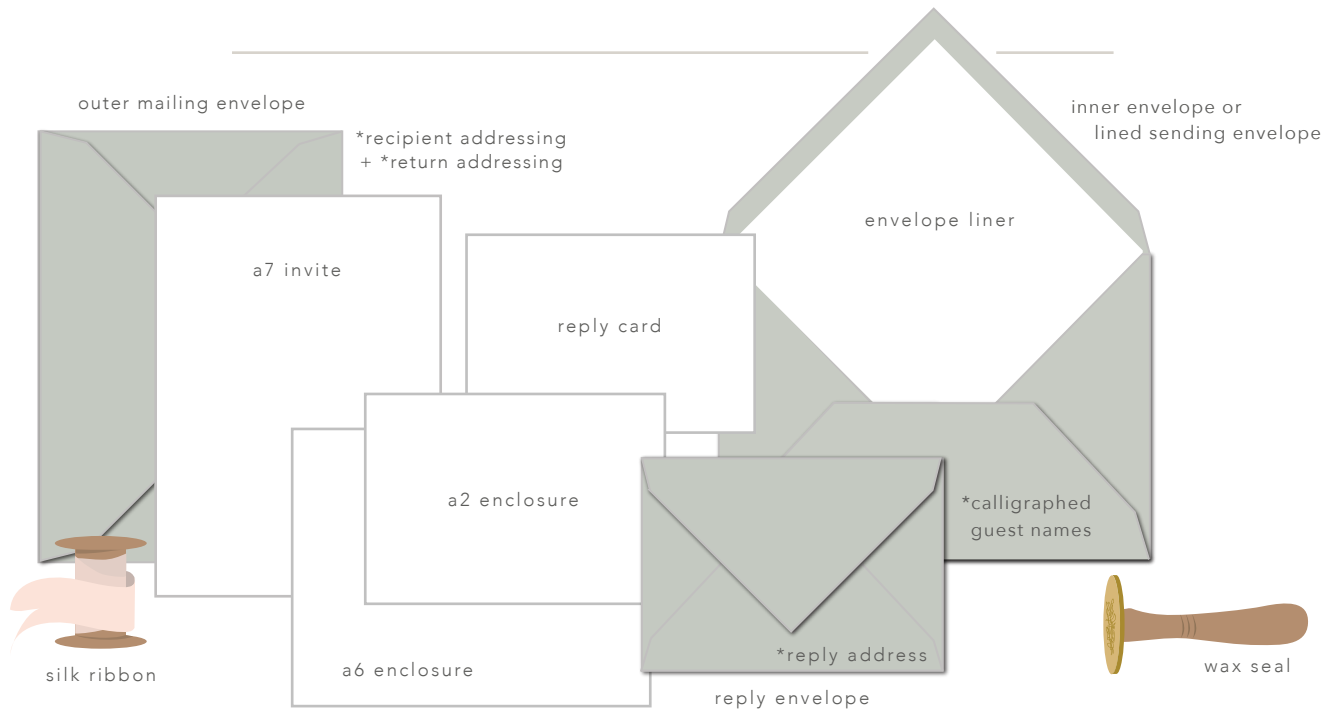 outer mailing envelope
*recipient addressing
+ *return addressing
inner envelope or
lined sending envelope
envelope liner
a7 invite
reply card
a2 enclosure
*calligraphed
guest names
*reply address
a6 enclosure
silk ribbon
wax seal
reply envelope